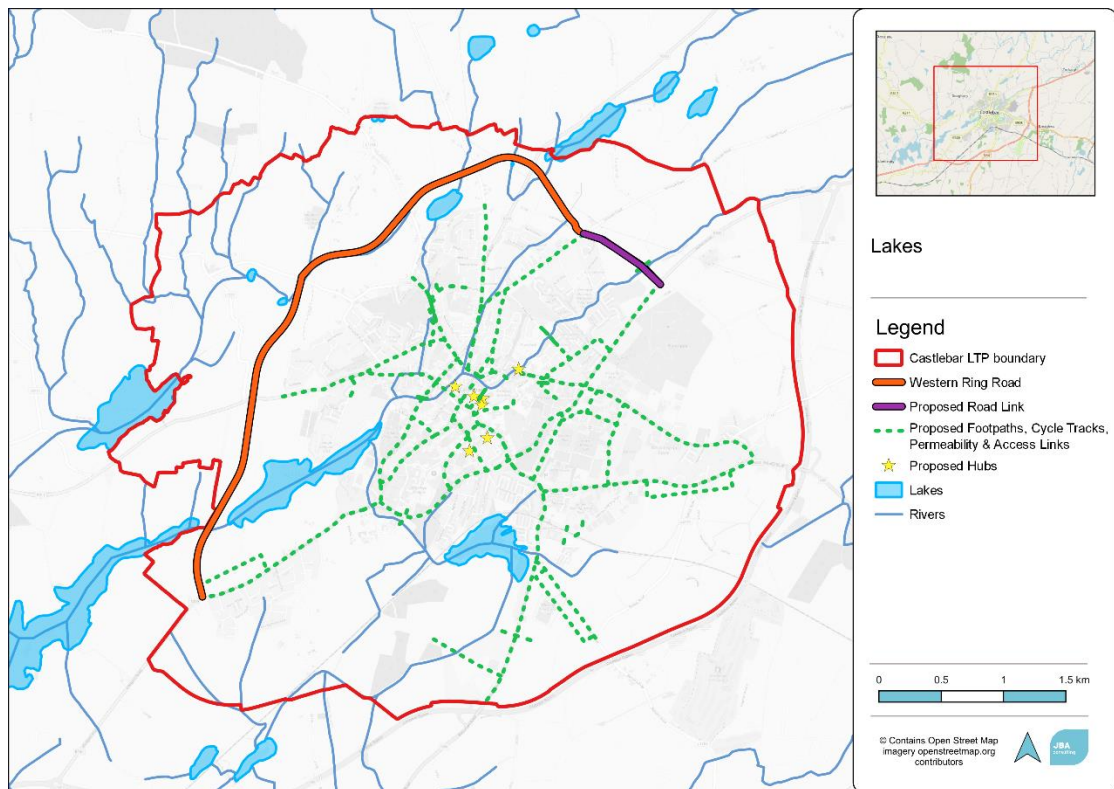 Lakes
Legend
Castlebar LTP boundary
Western Ring Road
Proposed Road Link
Proposed Footpaths, Cycle Tracks,
Permeability & Access Links
Proposed Hubs
Lakes
Rivers
0 0.5 1 1.5 km
© Contains Open Street Map
imagery openstreetmap.org
contributors
JBA
consulting